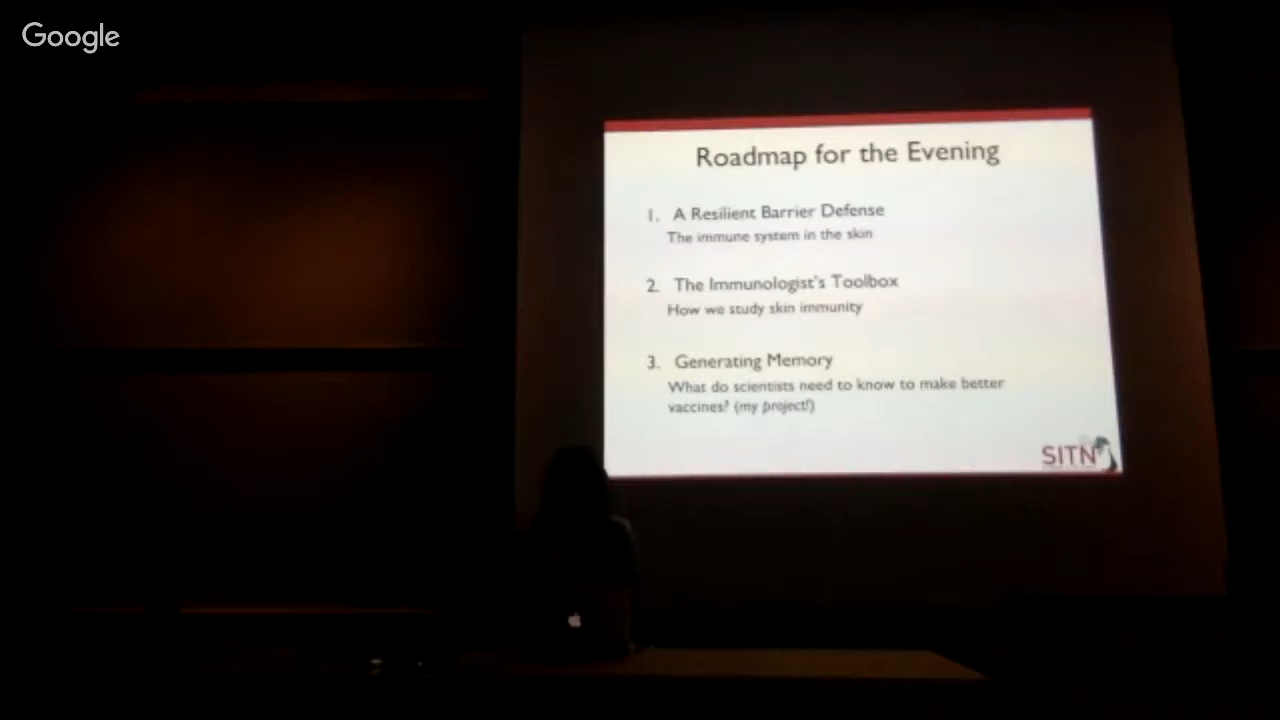 Google
Roadmap for the Evening
1. A Resilient Barrier Defense
The immune system in the skin
2. The Immunologist's Toolbox
How we study skin immunity
3. Generating Memory
What do scientists need to know to make better
vaccines? (my project!)
SITN